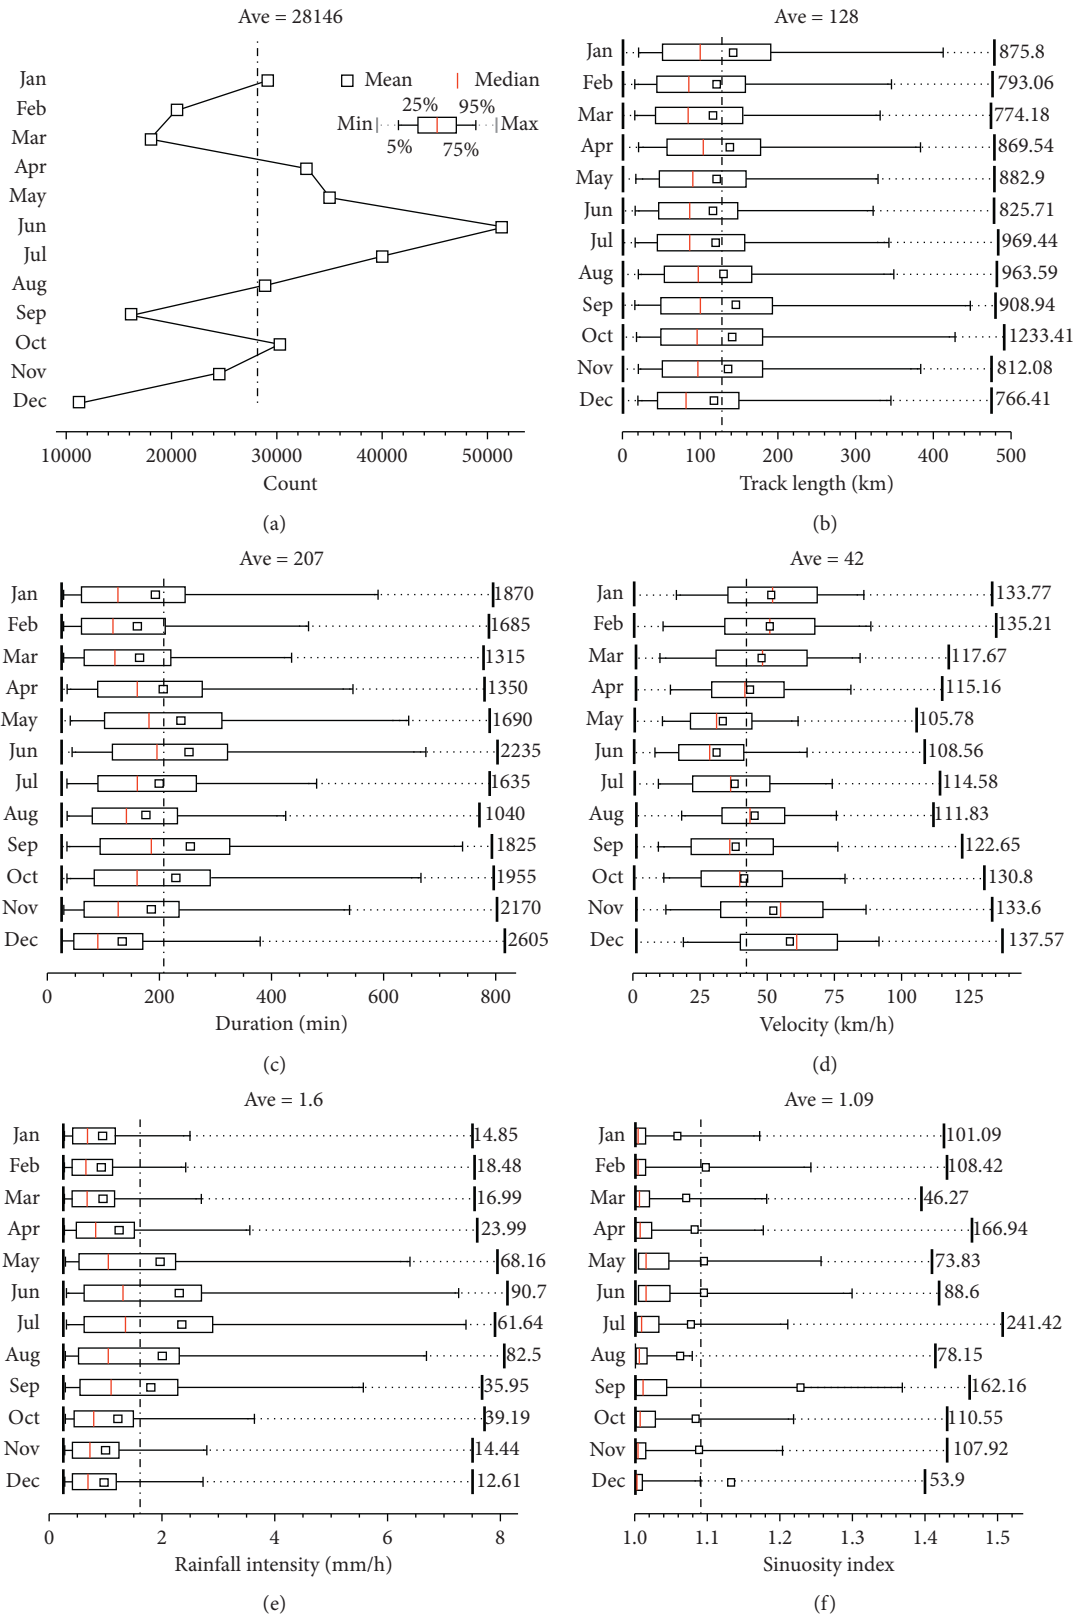 Ave = 28146
Jan
Feb
Mar
Apr
May
Jun
Jul
Aug
Sep
Oct
Nov
Dec
Mean Median
25% 95%
Min Max
5% 75%
10000 20000 30000 40000 50000
Count
(a)
Ave = 128
Jan 875.8
Feb 793.06
Mar 774.18
Apr 869.54
May 882.9
Jun 825.71
Jul 969.44
Aug 963.59
Sep 908.94
Oct 1233.41
Nov 812.08
Dec 766.41
0 100 200 300 400 500
Track length (km)
(b)
Ave = 207
Jan 1870
Feb 1685
Mar 1315
Apr 1350
May 1690
Jun 2235
Jul 1635
Aug 1040
Sep 1825
Oct 1955
Nov 2170
Dec 2605
0 200 400 600 800
Duration (min)
(c)
Ave = 42
Jan 133.77
Feb 135.21
Mar 117.67
Apr 115.16
May 105.78
Jun 108.56
Jul 114.58
Aug 111.83
Sep 122.65
Oct 130.8
Nov 133.6
Dec 137.57
0 25 50 75 100 125
Velocity (km/h)
(d)
Ave = 1.6
Jan 14.85
Feb 18.48
Mar 16.99
Apr 23.99
May 68.16
Jun 90.7
Jul 61.64
Aug 82.5
Sep 35.95
Oct 39.19
Nov 14.44
Dec 12.61
0 2 4 6 8
Rainfall intensity (mm/h)
(e)
Ave = 1.09
Jan 101.09
Feb 108.42
Mar 46.27
Apr 166.94
May 73.83
Jun 88.6
Jul 241.42
Aug 78.15
Sep 162.16
Oct 110.55
Nov 107.92
Dec 53.9
1.0 1.1 1.2 1.3 1.4 1.5
Sinuosity index
(f)